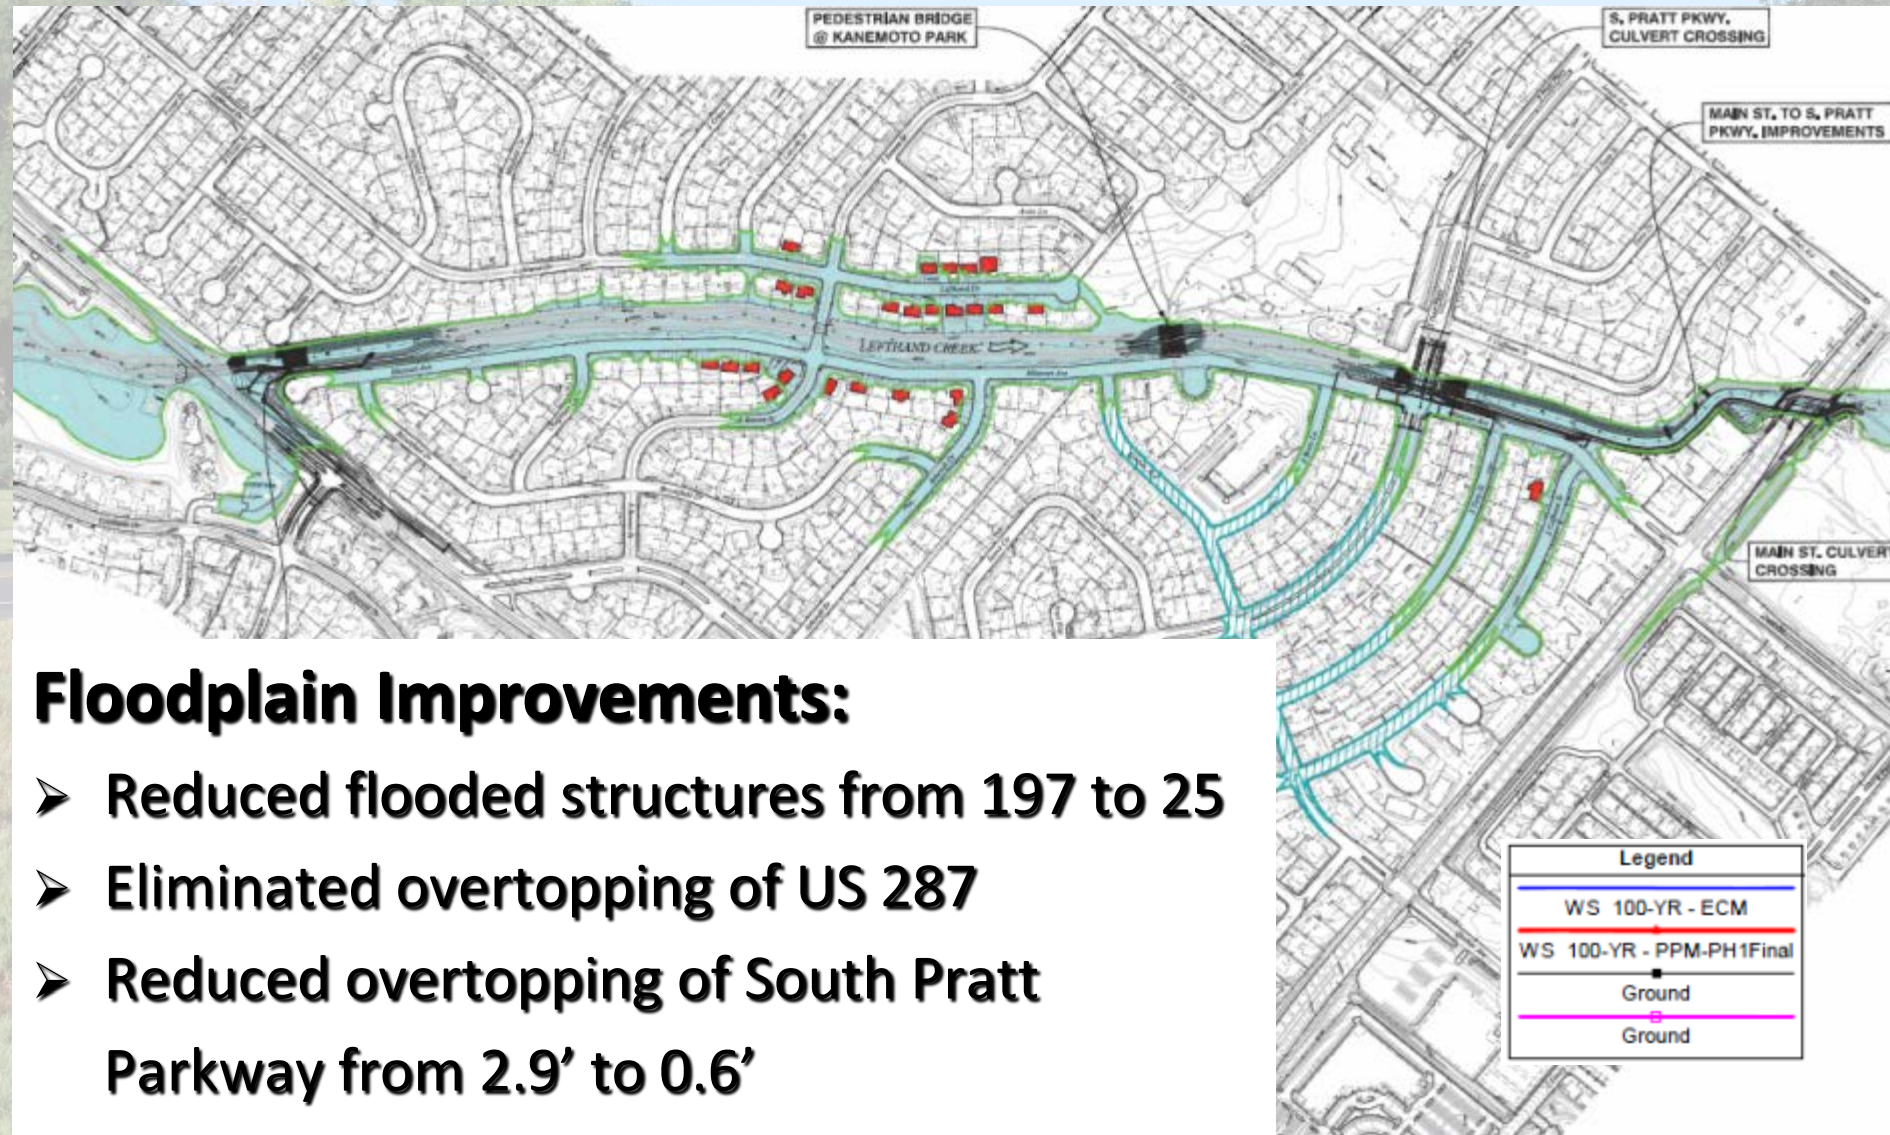 PEDESTRIAN BRIDGE
@ KANEMOTO PARK
S. PRATT PKWY.
CULVERT CROSSING
MAIN ST. TO S. PRATT
PKWY. IMPROVEMENTS
LEFTHAND CREEK
MAIN ST. CULVERT
CROSSING
Floodplain Improvements:
➢ Reduced flooded structures from 197 to 25
➢ Eliminated overtopping of US 287
➢ Reduced overtopping of South Pratt
Parkway from 2.9’ to 0.6’
Legend
WS 100-YR - ECM
WS 100-YR - PPM-PH1Final
Ground
Ground